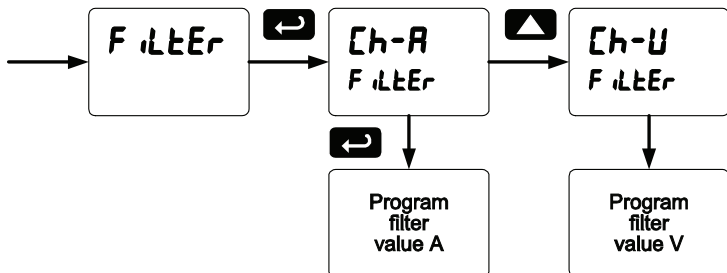 FiLtEr
Ch-A
FiLtEr
Ch-U
FiLtEr
Program
filter
value A
Program
filter
value V